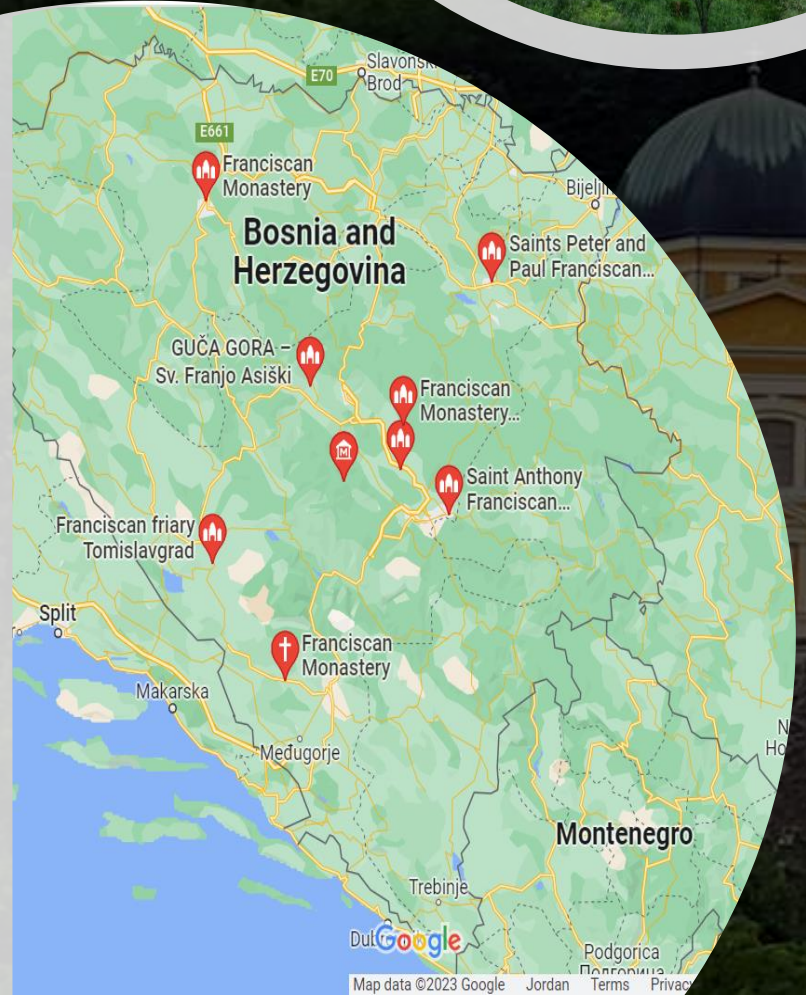 Slavonsk
Brod
E70
E661
Franciscan
Monastery
Bosnia and
Herzegovina
Bijeljin
Saints Peter and
Paul Franciscan...
GUČA GORA –
Sv. Franjo Asiški
Franciscan
Monastery...
Saint Anthony
Franciscan...
Franciscan friary
Tomislavgrad
Split
Franciscan
Monastery
Makarska
Međugorje
Montenegro
Trebinje
Google
Podgorica
Подгорица
Map data ©2023 Google Jordan Terms Privacy